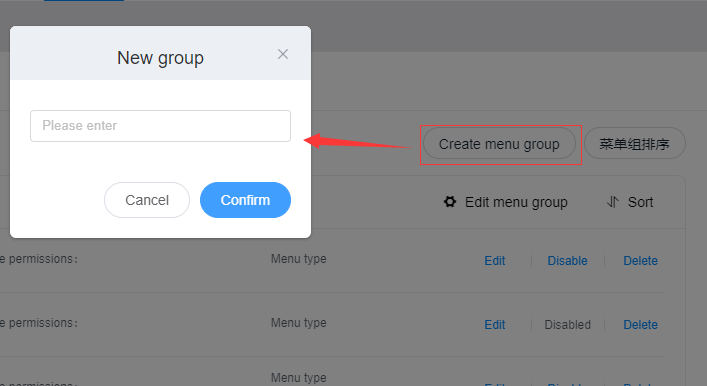 New group
Please enter
Cancel
Confirm
Create menu group
菜单组排序
Edit menu group
Sort
permissions:
Menu type
Edit
Disable
Delete
permissions:
Menu type
Edit
Disabled
Delete
permissions:
Menu type